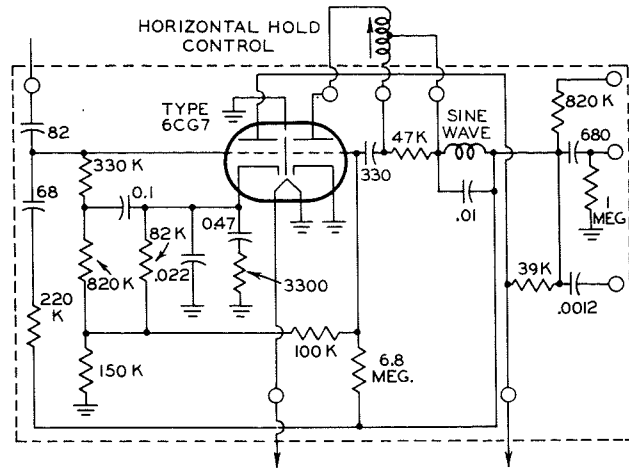 HORIZONTAL HOLD
CONTROL
TYPE
6CG7
SINE
WAVE
82
330 K
68
0.1
820 K
82 K
.022
0.47
3300
220
K
150 K
100 K
330
47K
.01
820
K
680
1
MEG
39K
.0012
6.8
MEG.